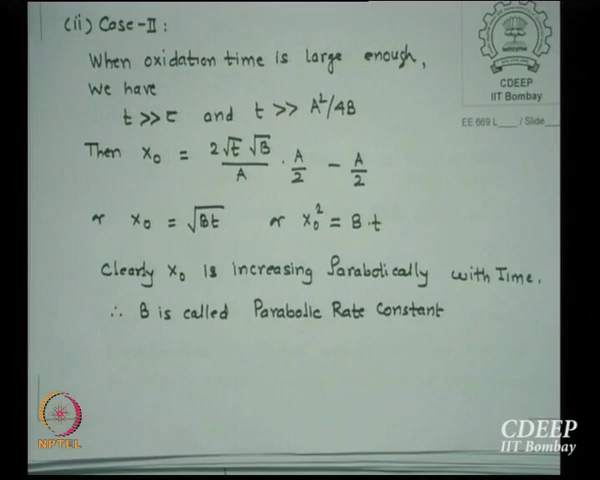 (ii) Case-II:
When oxidation time is large enough,
We have
t >> τ and t >> A²/4B
Then X₀ = 2√t √B / A · A/2 − A/2
or X₀ = √Bt or X₀² = B·t
Clearly X₀ is increasing Parabolically with Time.
∴ B is called Parabolic Rate Constant
CDEEP
IIT Bombay
EE 669 L___ / Slide___
NPTEL
CDEEP
IIT Bombay